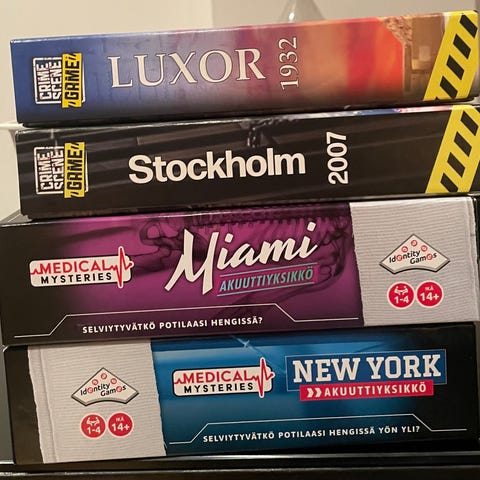 CRIME
SCENE
GAME
LUXOR 1932
CRIME
SCENE
GAME
Stockholm 2007
MEDICAL
MYSTERIES
Miami
AKUUTTIYKSIKKÖ
SELVIYTYVÄTKÖ POTILAASI HENGISSÄ?
Identity
Games
1-4
IKÄ
14+
Identity
Games
1-4
IKÄ
14+
MEDICAL
MYSTERIES
NEW YORK
AKUUTTIYKSIKKÖ
SELVIYTYVÄTKÖ POTILAASI HENGISSÄ YÖN YLI?